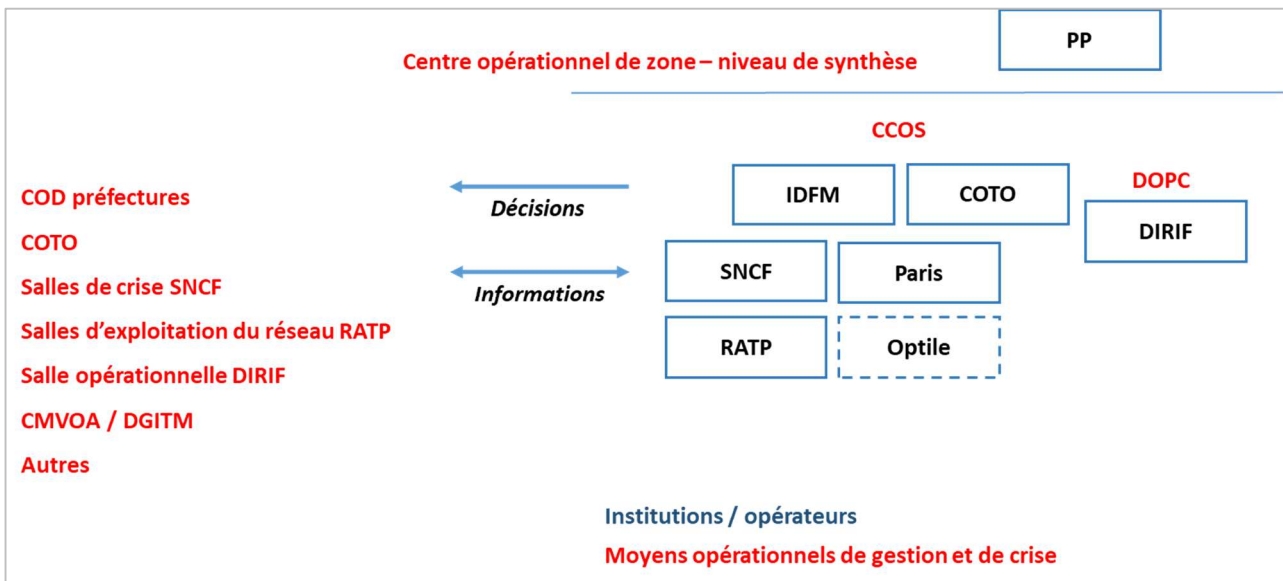 PP
Centre opérationnel de zone – niveau de synthèse
CCOS
COD préfectures
Décisions
IDFM
COTO
DOPC
DIRIF
COTO
Salles de crise SNCF
Informations
SNCF
Paris
Salles d'exploitation du réseau RATP
RATP
Optile
Salle opérationnelle DIRIF
CMVOA / DGITM
Autres
Institutions / opérateurs
Moyens opérationnels de gestion et de crise